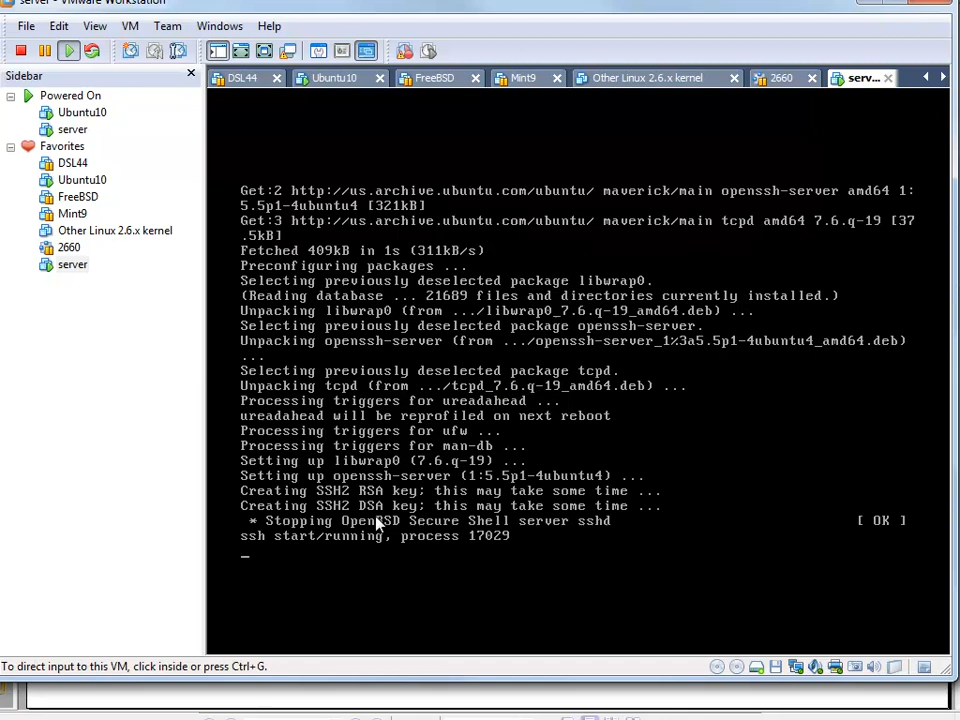 server - VMware Workstation
File Edit View VM Team Windows Help
Sidebar
DSL44 Ubuntu10 FreeBSD Mint9 Other Linux 2.6.x kernel 2660 serv...
Powered On
Ubuntu10
server
Favorites
DSL44
Ubuntu10
FreeBSD
Mint9
Other Linux 2.6.x kernel
2660
server
Get:2 http://us.archive.ubuntu.com/ubuntu/ maverick/main openssh-server amd64 1:
5.5p1-4ubuntu4 [321kB]
Get:3 http://us.archive.ubuntu.com/ubuntu/ maverick/main tcpd amd64 7.6.q-19 [37
.5kB]
Fetched 409kB in 1s (311kB/s)
Preconfiguring packages ...
Selecting previously deselected package libwrap0.
(Reading database ... 21689 files and directories currently installed.)
Unpacking libwrap0 (from .../libwrap0_7.6.q-19_amd64.deb) ...
Selecting previously deselected package openssh-server.
Unpacking openssh-server (from .../openssh-server_1%3a5.5p1-4ubuntu4_amd64.deb)
...
Selecting previously deselected package tcpd.
Unpacking tcpd (from .../tcpd_7.6.q-19_amd64.deb) ...
Processing triggers for ureadahead ...
ureadahead will be reprofiled on next reboot
Processing triggers for ufw ...
Processing triggers for man-db ...
Setting up libwrap0 (7.6.q-19) ...
Setting up openssh-server (1:5.5p1-4ubuntu4) ...
Creating SSH2 RSA key; this may take some time ...
Creating SSH2 DSA key; this may take some time ...
* Stopping OpenBSD Secure Shell server sshd [ OK ]
ssh start/running, process 17029
_
To direct input to this VM, click inside or press Ctrl+G.